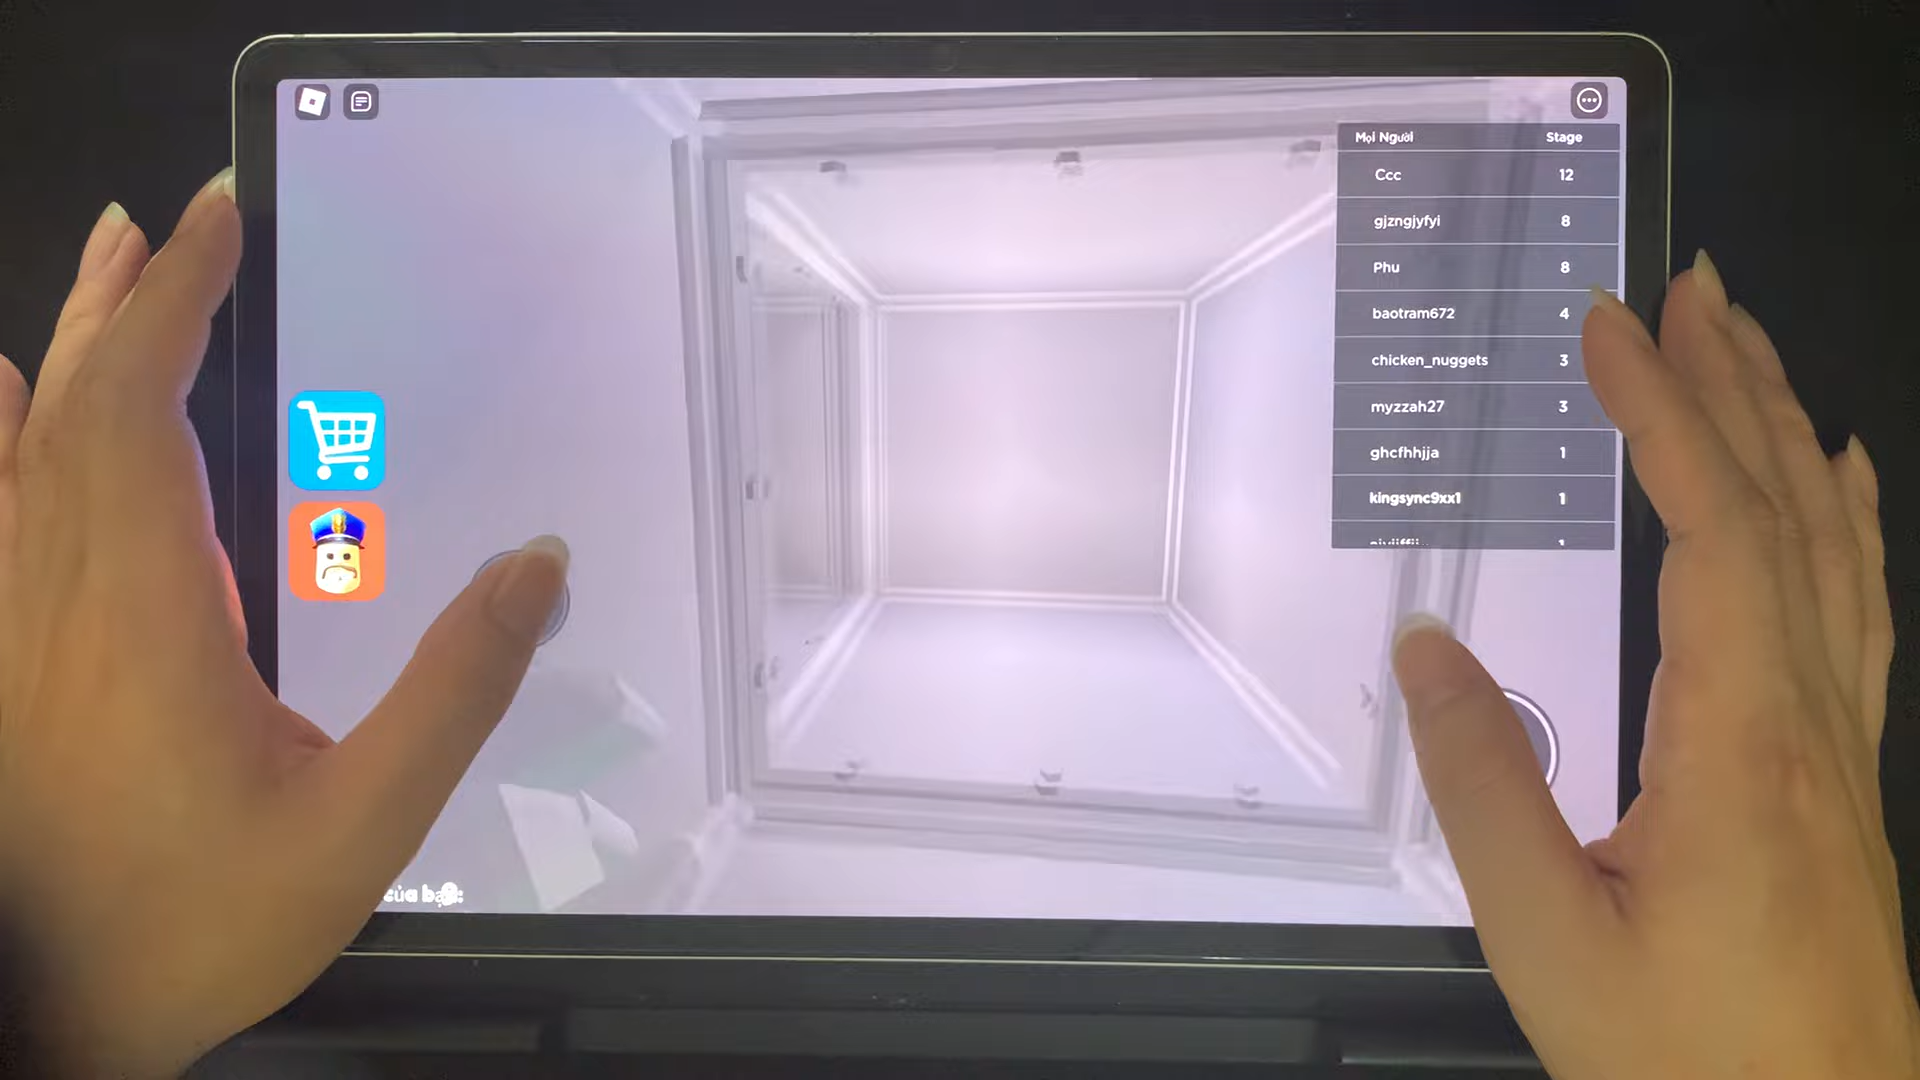 Mọi Người Stage
Ccc 12
gjzngjyfyi 8
Phu 8
baotram672 4
chicken_nuggets 3
myzzah27 3
ghcfhhjja 1
kingsync9xx1 1
1
của bạn: